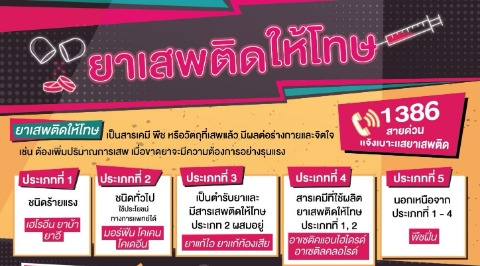 ยาเสพติดให้โทษ
1386
สายด่วน
แจ้งเบาะแสยาเสพติด
ยาเสพติดให้โทษ เป็นสารเคมี พืช หรือวัตถุที่เสพแล้ว มีผลต่อร่างกายและจิตใจ
เช่น ต้องเพิ่มปริมาณการเสพ เมื่อขาดยาจะมีความต้องการอย่างรุนแรง
ประเภทที่ 1
ชนิดร้ายแรง
เฮโรอีน ยาบ้า
ยาอี
ประเภทที่ 2
ชนิดทั่วไป
ใช้ประโยชน์
ทางการแพทย์ได้
มอร์ฟีน โคเคน
โคเดอีน
ประเภทที่ 3
เป็นตำรับยาและ
มีสารเสพติดให้โทษ
ประเภท 2 ผสมอยู่
ยาแก้ไอ ยาแก้ท้องเสีย
ประเภทที่ 4
สารเคมีที่ใช้ผลิต
ยาเสพติดให้โทษ
ประเภทที่ 1, 2
อาเซติคแอนไฮไดรด์
อาเซติลคลอไรด์
ประเภทที่ 5
นอกเหนือจาก
ประเภทที่ 1 - 4
พืชฝิ่น